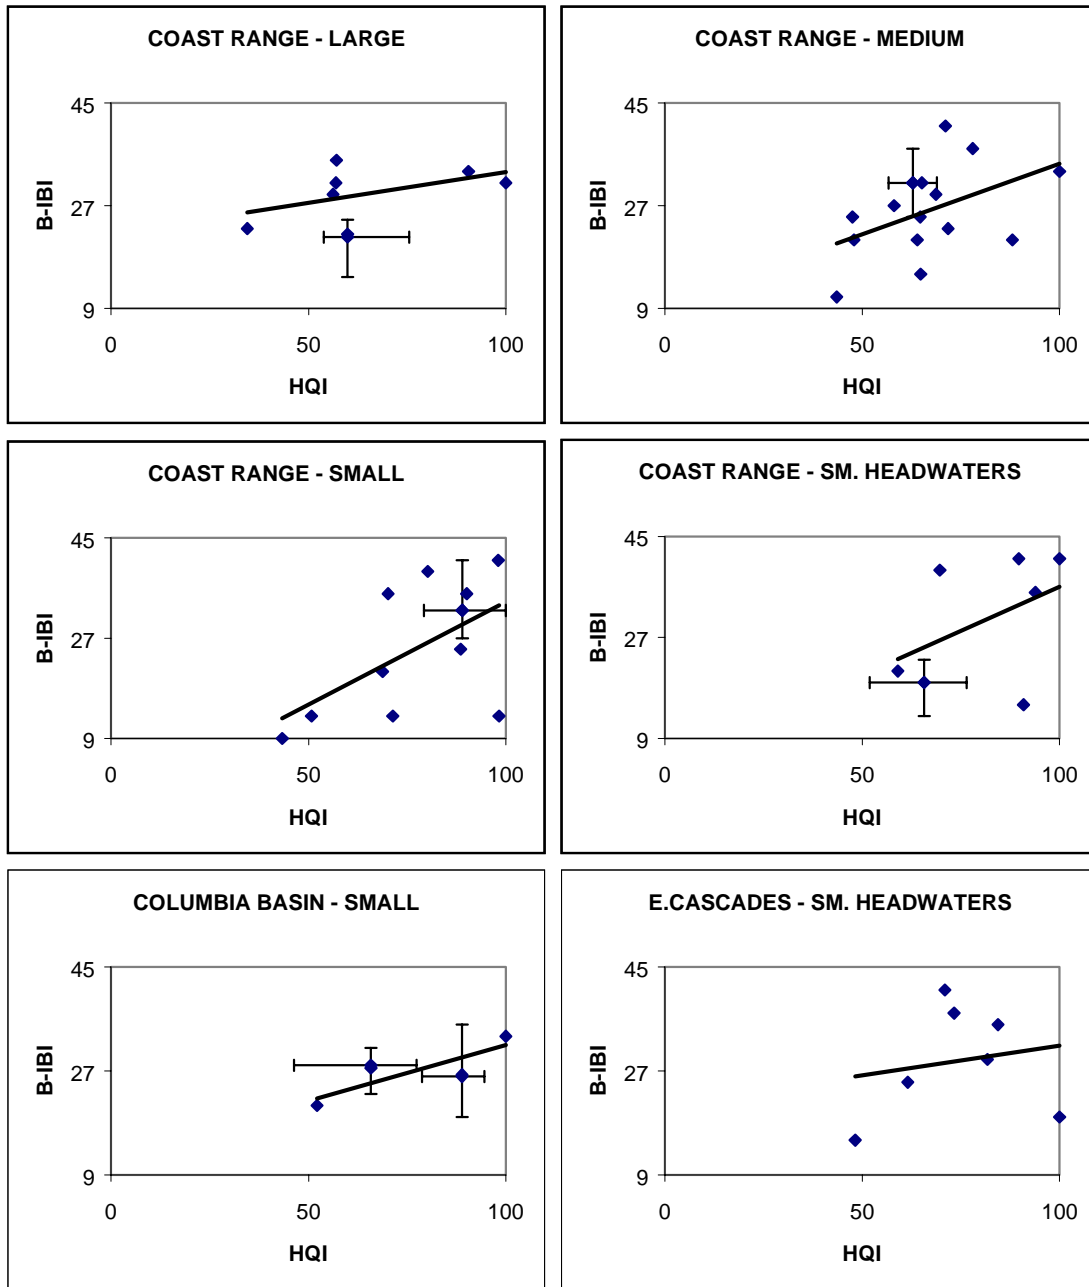 COAST RANGE - LARGE
45
27
9
B-IBI
0 50 100
HQI
COAST RANGE - MEDIUM
45
27
9
B-IBI
0 50 100
HQI
COAST RANGE - SMALL
45
27
9
B-IBI
0 50 100
HQI
COAST RANGE - SM. HEADWATERS
45
27
9
B-IBI
0 50 100
HQI
COLUMBIA BASIN - SMALL
45
27
9
B-IBI
0 50 100
HQI
E.CASCADES - SM. HEADWATERS
45
27
9
B-IBI
0 50 100
HQI